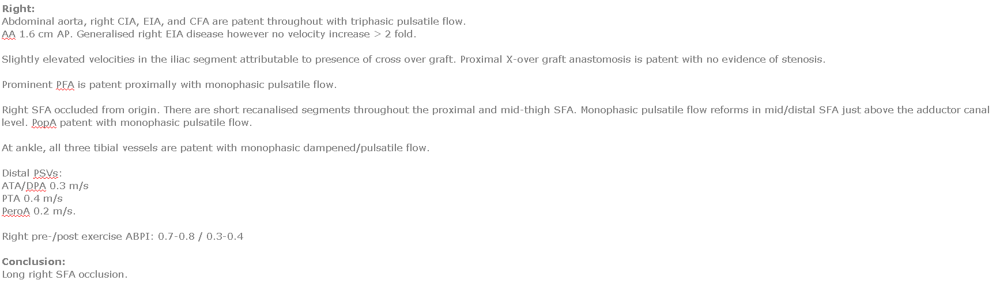 Right:
Abdominal aorta, right CIA, EIA, and CFA are patent throughout with triphasic pulsatile flow.
AA 1.6 cm AP. Generalised right EIA disease however no velocity increase > 2 fold.
Slightly elevated velocities in the iliac segment attributable to presence of cross over graft. Proximal X-over graft anastomosis is patent with no evidence of stenosis.
Prominent PFA is patent proximally with monophasic pulsatile flow.
Right SFA occluded from origin. There are short recanalised segments throughout the proximal and mid-thigh SFA. Monophasic pulsatile flow reforms in mid/distal SFA just above the adductor canal
level. PopA patent with monophasic pulsatile flow.
At ankle, all three tibial vessels are patent with monophasic dampened/pulsatile flow.
Distal PSVs:
ATA/DPA 0.3 m/s
PTA 0.4 m/s
PeroA 0.2 m/s.
Right pre-/post exercise ABPI: 0.7-0.8 / 0.3-0.4
Conclusion:
Long right SFA occlusion.